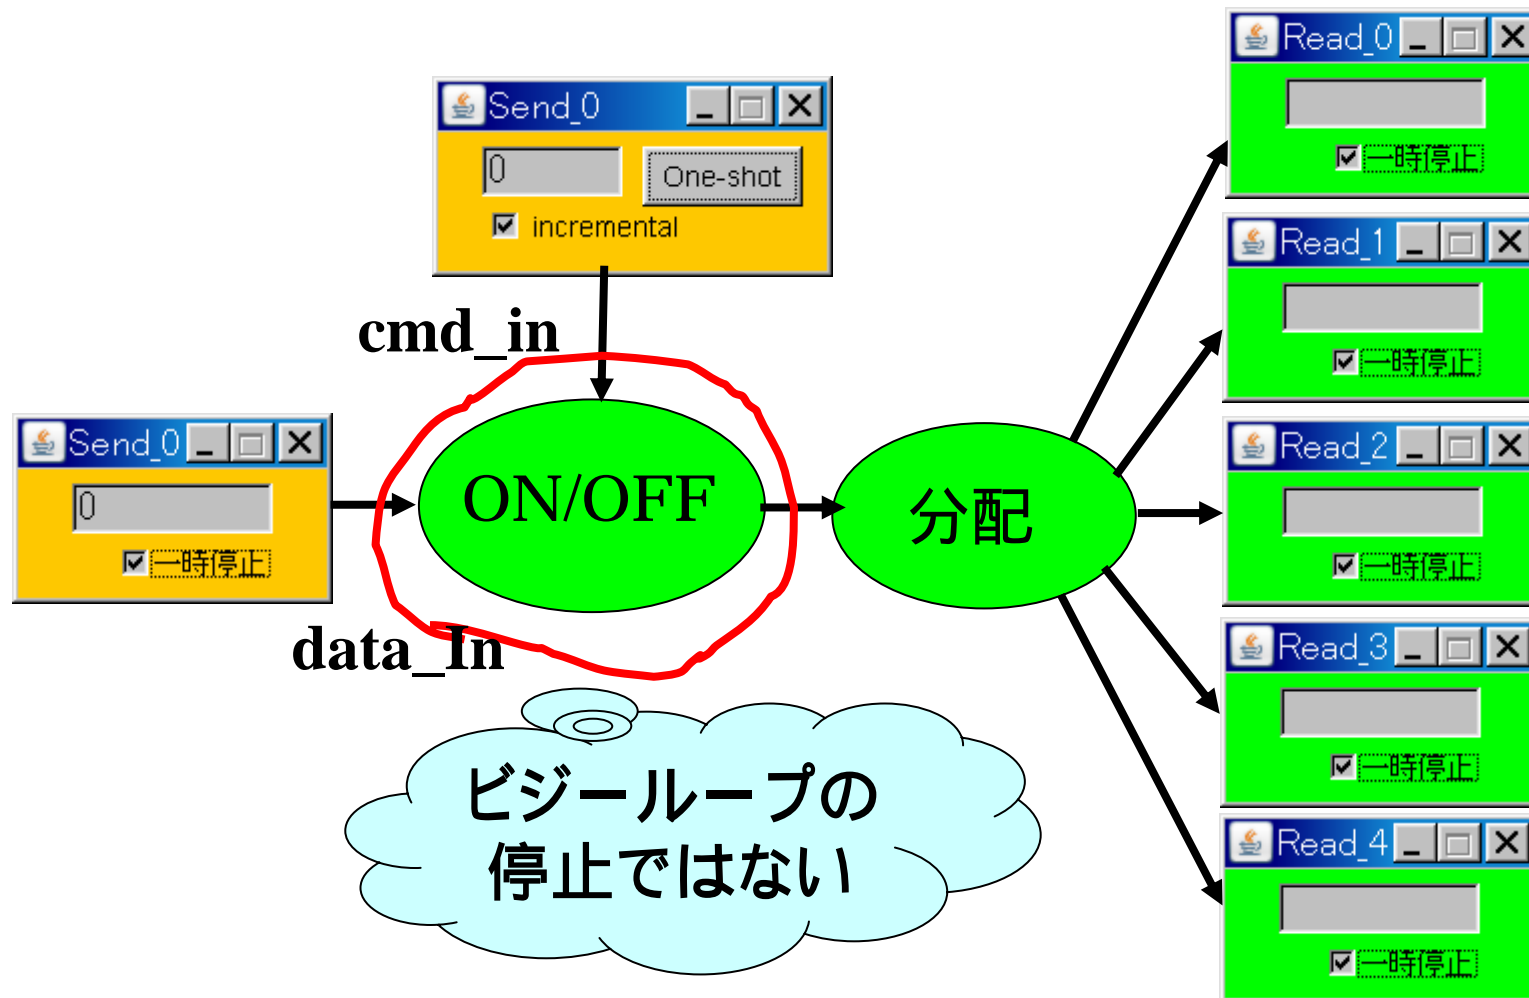 Send_0
0
One-shot
incremental
cmd_in
Send_0
0
一時停止
data_In
ON/OFF
分配
ビジーループの
停止ではない
Read_0
一時停止
Read_1
一時停止
Read_2
一時停止
Read_3
一時停止
Read_4
一時停止